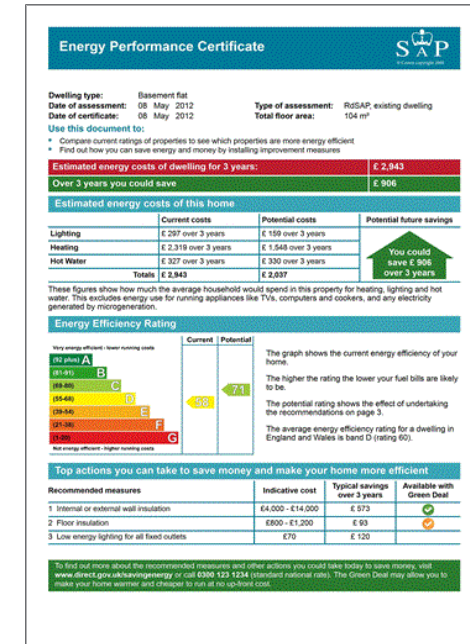 Energy Performance Certificate
SAP
© Crown copyright 2009
Dwelling type: Basement flat
Date of assessment: 08 May 2012 Type of assessment: RdSAP, existing dwelling
Date of certificate: 08 May 2012 Total floor area: 104 m²
Use this document to:
• Compare current ratings of properties to see which properties are more energy efficient
• Find out how you can save energy and money by installing improvement measures
Estimated energy costs of dwelling for 3 years: £ 2,943
Over 3 years you could save £ 906
Estimated energy costs of this home
Current costs Potential costs Potential future savings
Lighting £ 297 over 3 years £ 159 over 3 years
Heating £ 2,319 over 3 years £ 1,548 over 3 years
Hot Water £ 327 over 3 years £ 330 over 3 years
Totals £ 2,943 £ 2,037
You could
save £ 906
over 3 years
These figures show how much the average household would spend in this property for heating, lighting and hot
water. This excludes energy use for running appliances like TVs, computers and cookers, and any electricity
generated by microgeneration.
Energy Efficiency Rating
Current Potential
Very energy efficient - lower running costs
(92 plus) A
(81-91) B
(69-80) C
(55-68) D
(39-54) E
(21-38) F
(1-20) G
Not energy efficient - higher running costs
71
The graph shows the current energy efficiency of your
home.
The higher the rating the lower your fuel bills are likely
to be.
The potential rating shows the effect of undertaking
the recommendations on page 3.
The average energy efficiency rating for a dwelling in
England and Wales is band D (rating 60).
Top actions you can take to save money and make your home more efficient
Recommended measures Indicative cost Typical savings over 3 years Available with Green Deal
1 Internal or external wall insulation £4,000 - £14,000 £ 573
2 Floor insulation £800 - £1,200 £ 93
3 Low energy lighting for all fixed outlets £70 £ 120
To find out more about the recommended measures and other actions you could take today to save money, visit
www.direct.gov.uk/savingenergy or call 0300 123 1234 (standard national rate). The Green Deal may allow you to
make your home warmer and cheaper to run at no up-front cost.